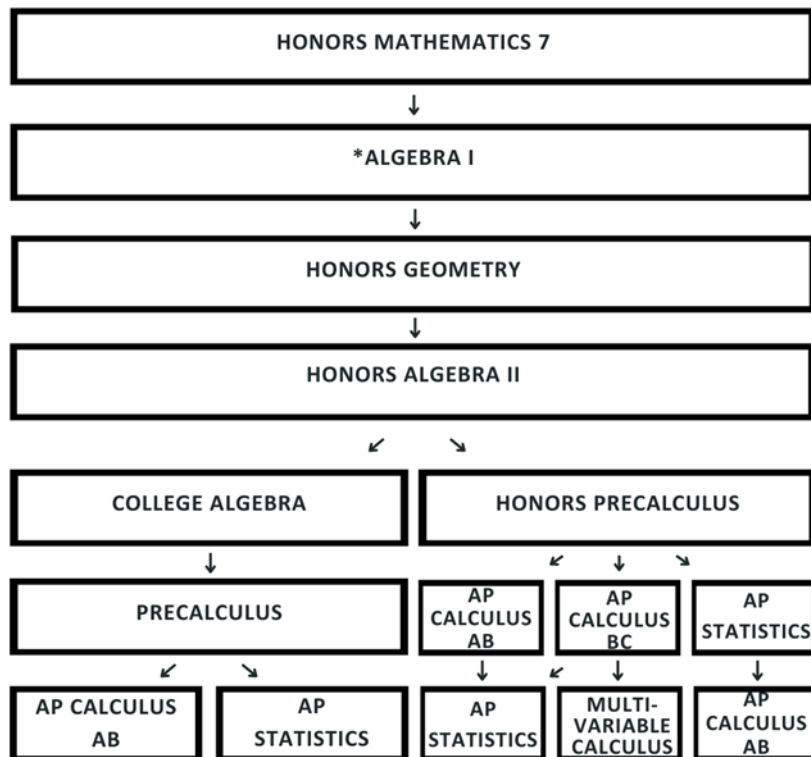 HONORS MATHEMATICS 7
*ALGEBRA I
HONORS GEOMETRY
HONORS ALGEBRA II
COLLEGE ALGEBRA
HONORS PRECALCULUS
PRECALCULUS
AP
CALCULUS
AB
AP
CALCULUS
BC
AP
STATISTICS
AP CALCULUS
AB
AP
STATISTICS
AP
STATISTICS
MULTI-
VARIABLE
CALCULUS
AP
CALCULUS
AB